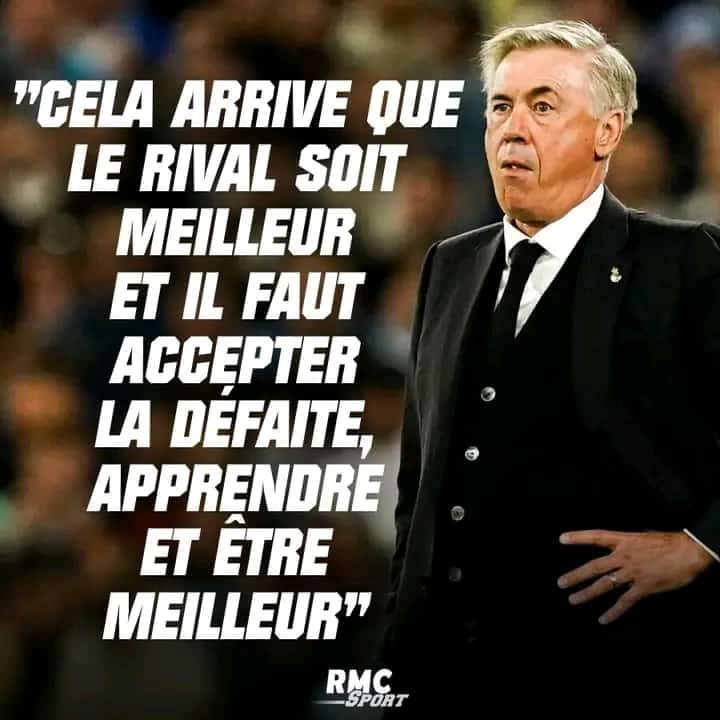 "CELA ARRIVE QUE
LE RIVAL SOIT
MEILLEUR
ET IL FAUT
ACCEPTER
LA DÉFAITE,
APPRENDRE
ET ÊTRE
MEILLEUR"
RMC
SPORT